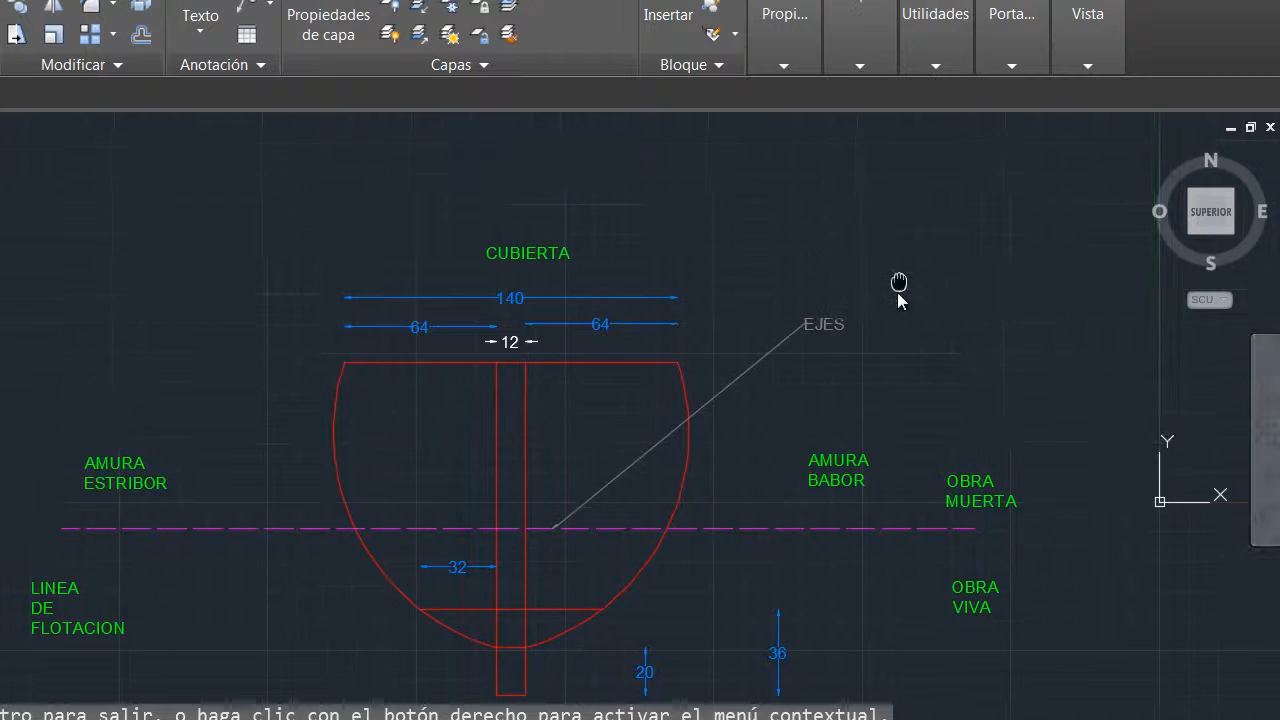 Texto
Propiedades
de capa
Insertar
Propi...
Utilidades
Porta...
Vista
Modificar
Anotación
Capas
Bloque
N
O
SUPERIOR
E
S
SCU
CUBIERTA
140
64
64
12
EJES
AMURA
ESTRIBOR
AMURA
BABOR
OBRA
MUERTA
Y
X
32
LINEA
DE
FLOTACION
OBRA
VIVA
20
36
tro para salir, o haga clic con el botón derecho para activar el menú contextual.